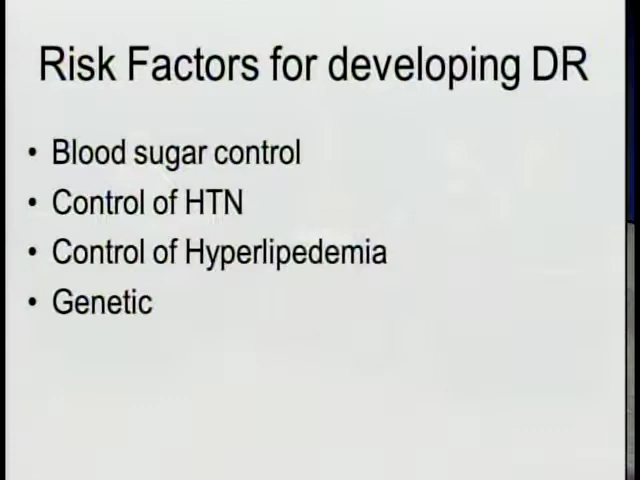 Risk Factors for developing DR
• Blood sugar control
• Control of HTN
• Control of Hyperlipedemia
• Genetic